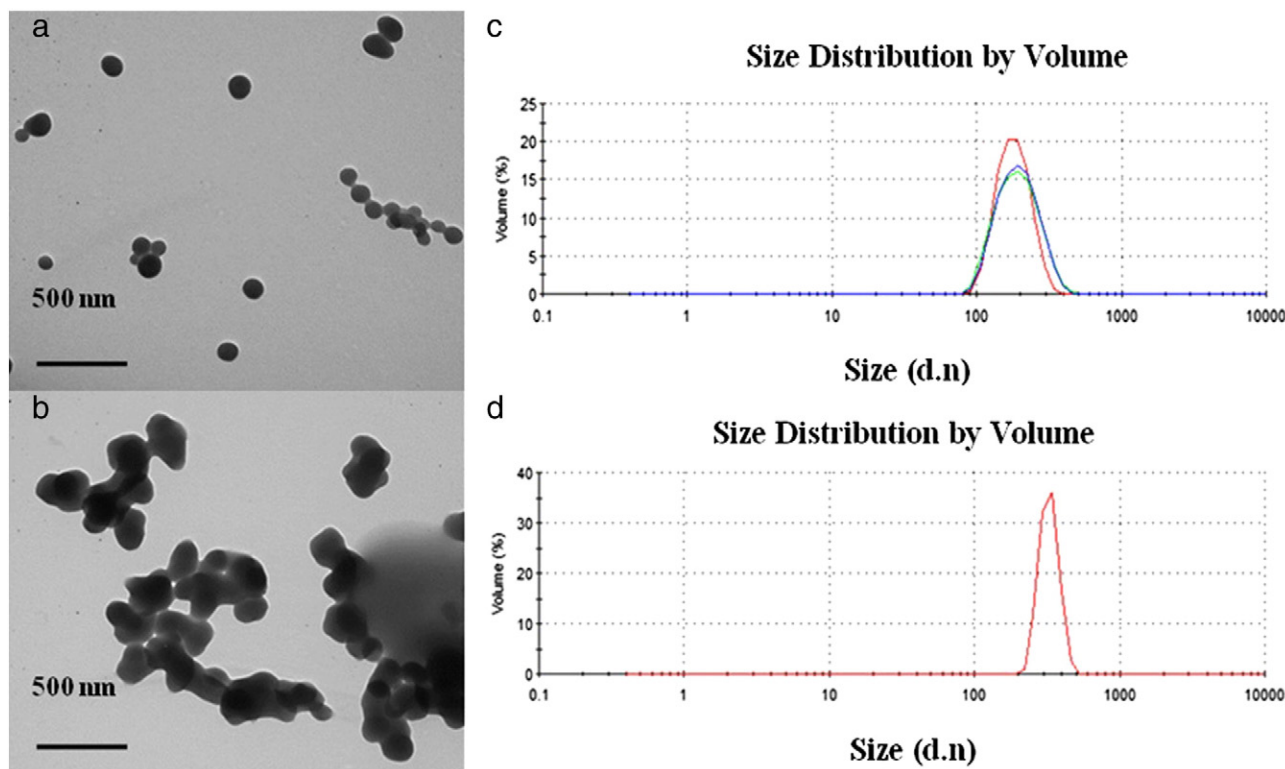 a
500 nm
b
500 nm
c
Size Distribution by Volume
25
20
15
10
5
0
Volume (%)
0.1 1 10 100 1000 10000
Size (d.n)
d
Size Distribution by Volume
40
30
20
10
0
Volume (%)
0.1 1 10 100 1000 10000
Size (d.n)